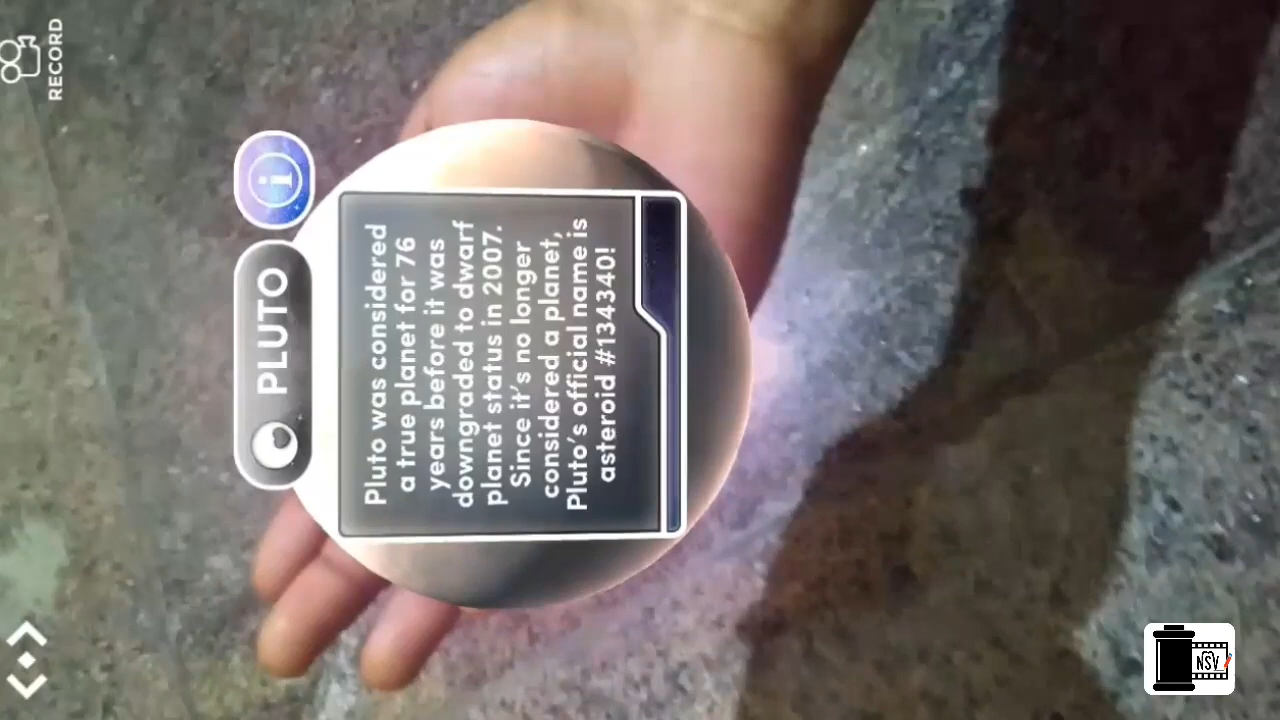 RECORD
PLUTO
i
Pluto was considered
a true planet for 76
years before it was
downgraded to dwarf
planet status in 2007.
Since it's no longer
considered a planet,
Pluto's official name is
asteroid #134340!
NSV